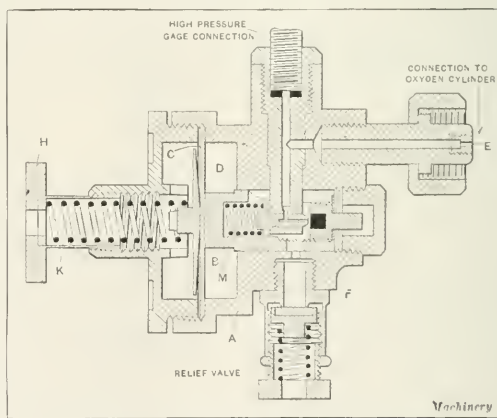 HIGH PRESSURE
GAGE CONNECTION
CONNECTION TO
OXYGEN CYLINDER
H
C
D
E
K
B
M
F
A
RELIEF VALVE
Machinery